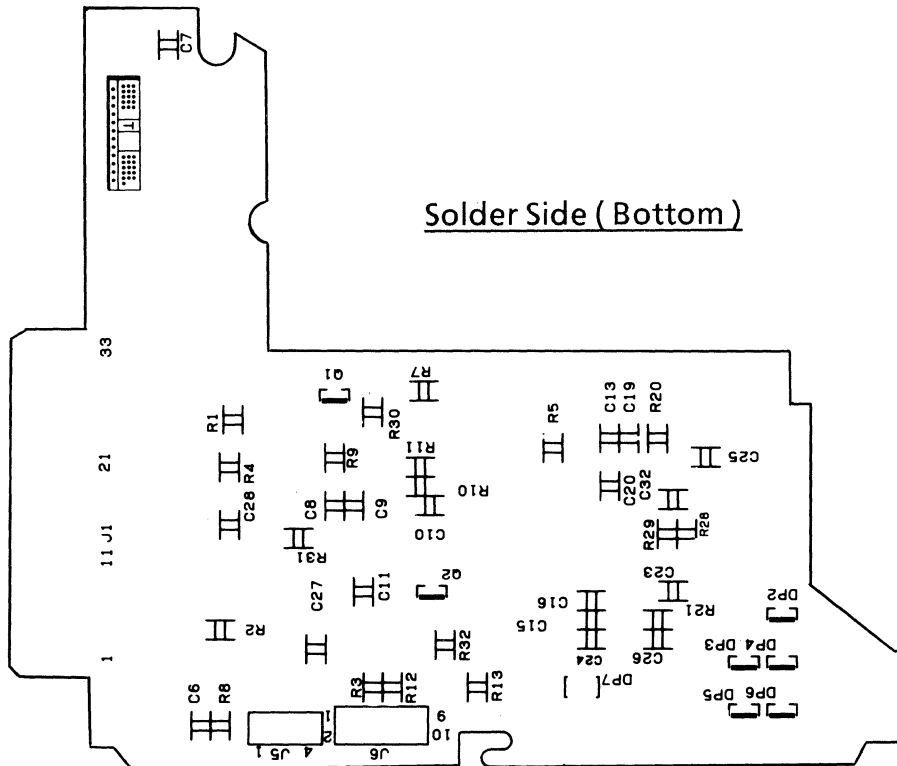 C7
T
Solder Side ( Bottom )
33
Q1
R7
R1
R30
R5
C13
C19
R20
21
R4
R9
R11
C25
R10
C20
C32
C28
C8
C9
C10
R29
R28
11
J1
R31
C27
C11
Q2
C23
C16
R21
DP2
R2
C15
1
R32
C24
C26
DP3
DP4
R3
R12
R13
DP7
C6
R8
DP5
DP6
1
2
9
10
1
J5
4
J6